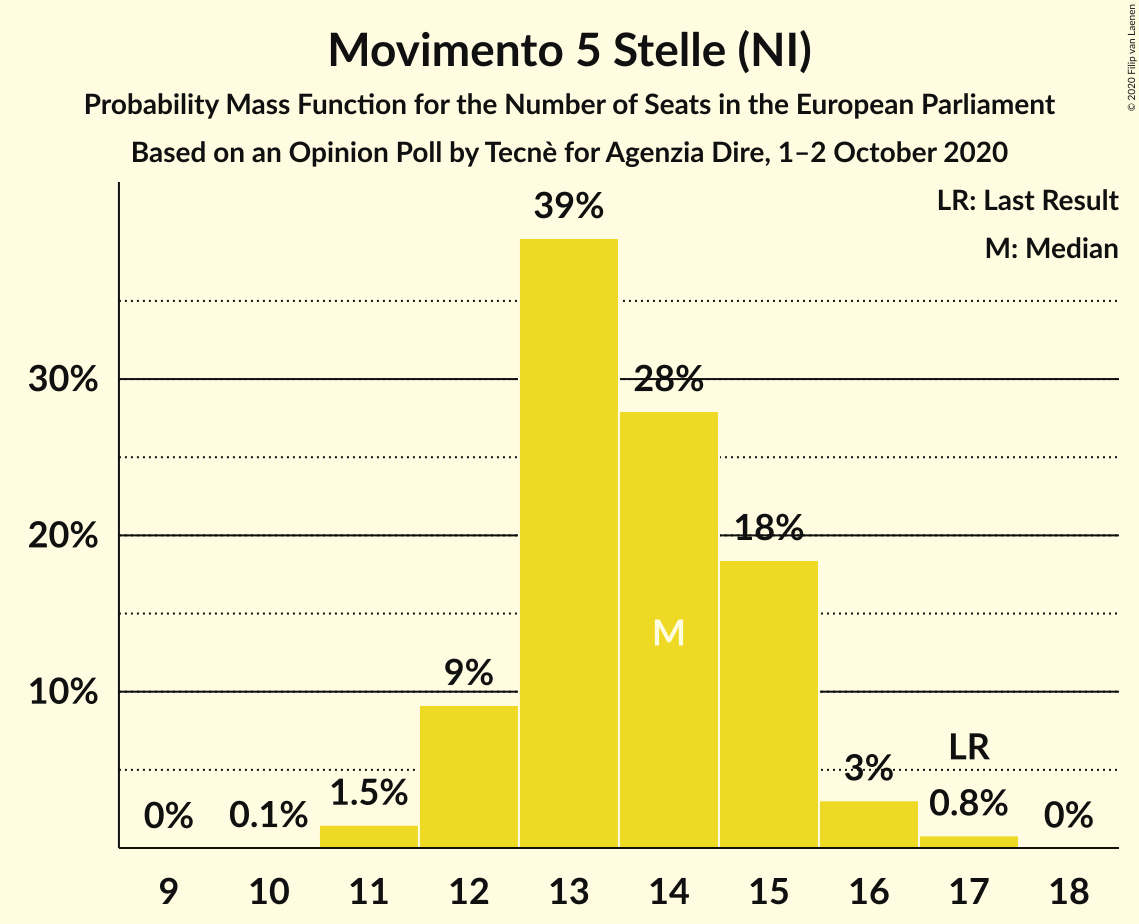 Movimento 5 Stelle (NI)
Probability Mass Function for the Number of Seats in the European Parliament
Based on an Opinion Poll by Tecnè for Agenzia Dire, 1–2 October 2020
© 2020 Filip van Laenen
LR: Last Result
M: Median
39%
30%
28%
20%
18%
M
10%
9%
LR
3%
1.5%
0.8%
0%
0.1%
0%
9 10 11 12 13 14 15 16 17 18